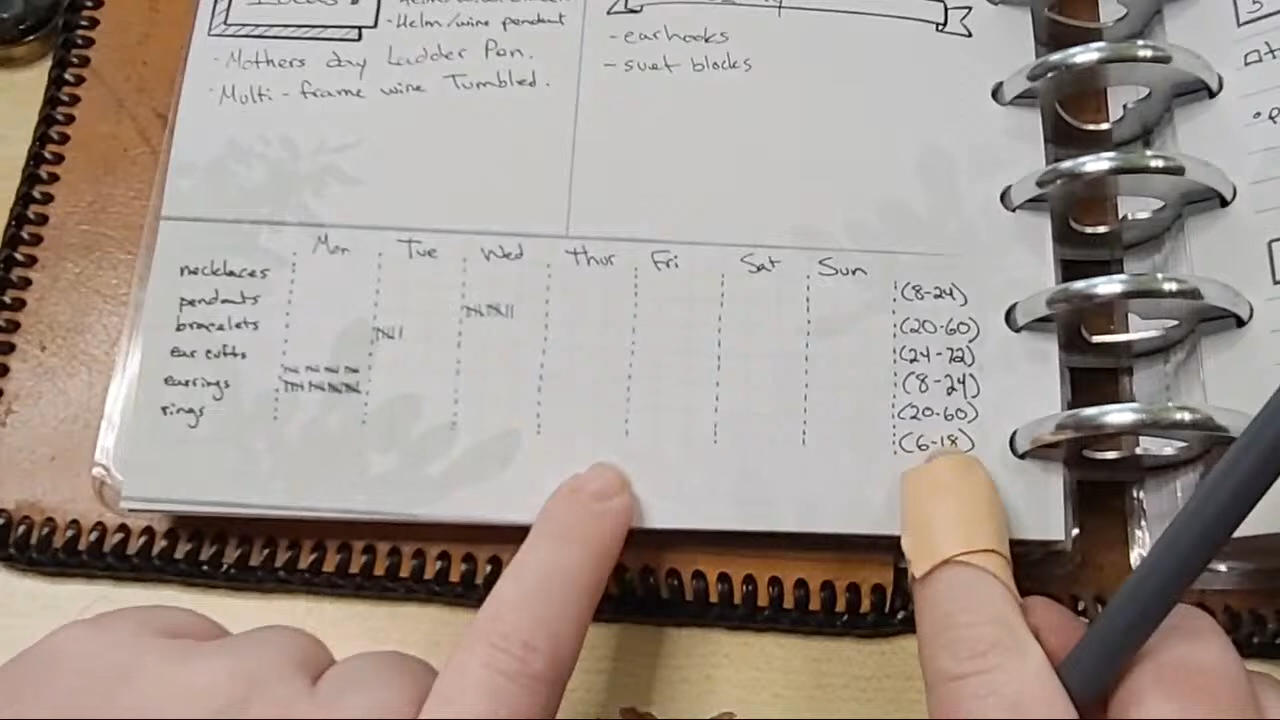 - Helm/wire pendant
- Mothers day Ladder Pan.
- Multi-frame wire Tumbled.
- earhooks
- suet blocks
Mon Tue Wed Thur Fri Sat Sun
necklaces (8-24)
pendants (20-60)
bracelets (24-72)
ear cuffs (8-24)
earrings (20-60)
rings (6-18)